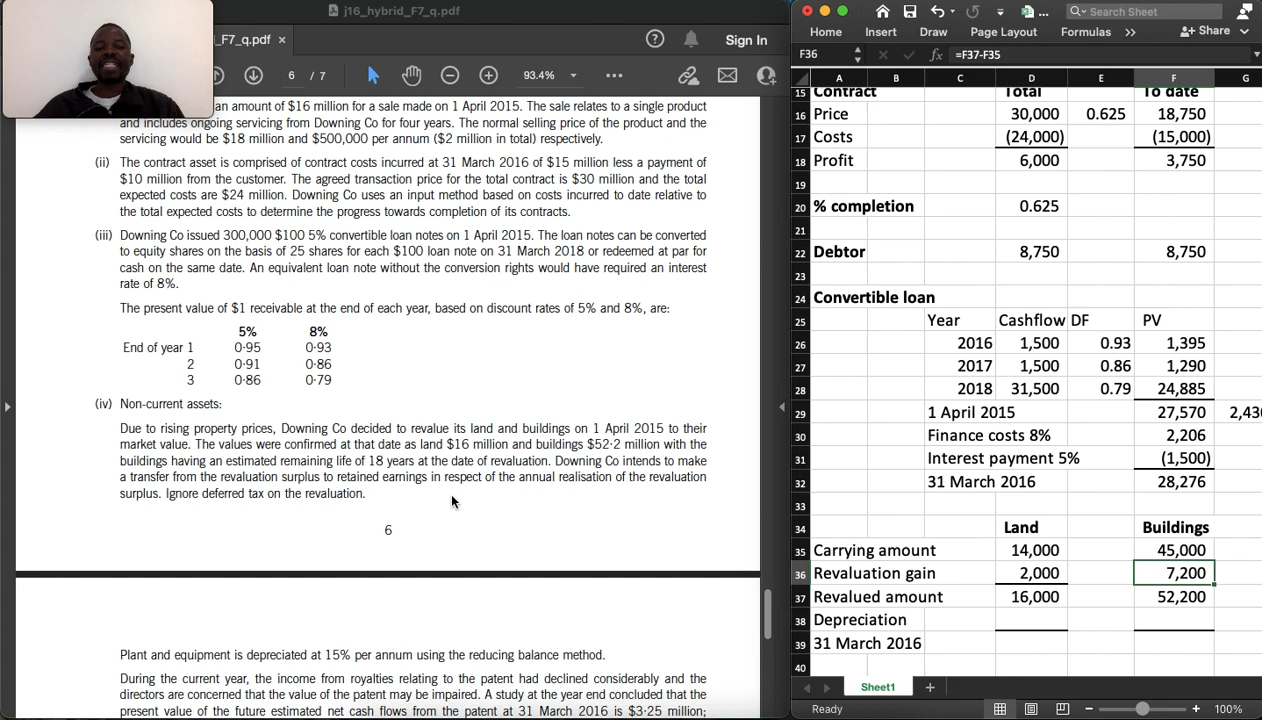 j16_hybrid_F7_q.pdf
_F7_q.pdf ×
Sign In
6 / 7
93.4%
an amount of $16 million for a sale made on 1 April 2015. The sale relates to a single product
and includes ongoing servicing from Downing Co for four years. The normal selling price of the product and the
servicing would be $18 million and $500,000 per annum ($2 million in total) respectively.
(ii) The contract asset is comprised of contract costs incurred at 31 March 2016 of $15 million less a payment of
$10 million from the customer. The agreed transaction price for the total contract is $30 million and the total
expected costs are $24 million. Downing Co uses an input method based on costs incurred to date relative to
the total expected costs to determine the progress towards completion of its contracts.
(iii) Downing Co issued 300,000 $100 5% convertible loan notes on 1 April 2015. The loan notes can be converted
to equity shares on the basis of 25 shares for each $100 loan note on 31 March 2018 or redeemed at par for
cash on the same date. An equivalent loan note without the conversion rights would have required an interest
rate of 8%.
The present value of $1 receivable at the end of each year, based on discount rates of 5% and 8%, are:
5% 8%
End of year 1 0·95 0·93
2 0·91 0·86
3 0·86 0·79
(iv) Non-current assets:
Due to rising property prices, Downing Co decided to revalue its land and buildings on 1 April 2015 to their
market value. The values were confirmed at that date as land $16 million and buildings $52·2 million with the
buildings having an estimated remaining life of 18 years at the date of revaluation. Downing Co intends to make
a transfer from the revaluation surplus to retained earnings in respect of the annual realisation of the revaluation
surplus. Ignore deferred tax on the revaluation.
6
Plant and equipment is depreciated at 15% per annum using the reducing balance method.
During the current year, the income from royalties relating to the patent had declined considerably and the
directors are concerned that the value of the patent may be impaired. A study at the year end concluded that the
present value of the future estimated net cash flows from the patent at 31 March 2016 is $3·25 million;
Search Sheet
Home Insert Draw Page Layout Formulas >> Share
F36 fx =F37-F35
A B C D E F G
15 Contract Total To date
16 Price 30,000 0.625 18,750
17 Costs (24,000) (15,000)
18 Profit 6,000 3,750
19
20 % completion 0.625
21
22 Debtor 8,750 8,750
23
24 Convertible loan
25 Year Cashflow DF PV
26 2016 1,500 0.93 1,395
27 2017 1,500 0.86 1,290
28 2018 31,500 0.79 24,885
29 1 April 2015 27,570 2,430
30 Finance costs 8% 2,206
31 Interest payment 5% (1,500)
32 31 March 2016 28,276
33
34 Land Buildings
35 Carrying amount 14,000 45,000
36 Revaluation gain 2,000 7,200
37 Revalued amount 16,000 52,200
38 Depreciation
39 31 March 2016
40
Sheet1 +
Ready 100%